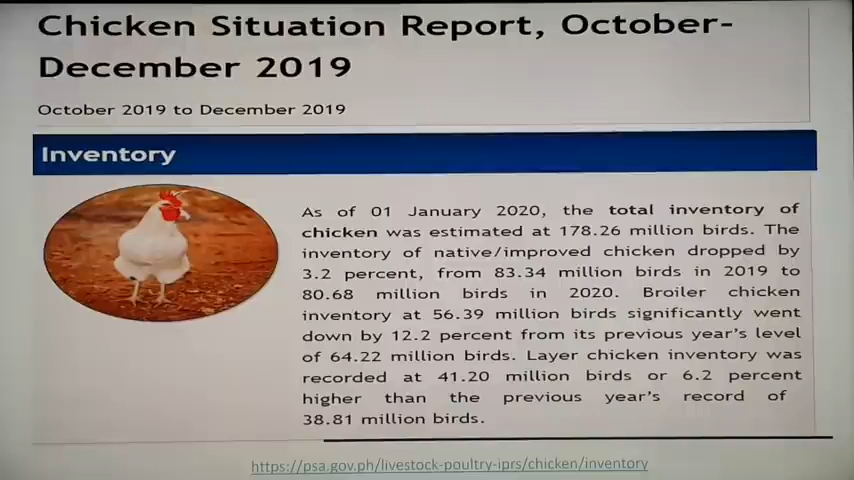 Chicken Situation Report, October-
December 2019
October 2019 to December 2019
Inventory
As of 01 January 2020, the total inventory of
chicken was estimated at 178.26 million birds. The
inventory of native/improved chicken dropped by
3.2 percent, from 83.34 million birds in 2019 to
80.68 million birds in 2020. Broiler chicken
inventory at 56.39 million birds significantly went
down by 12.2 percent from its previous year's level
of 64.22 million birds. Layer chicken inventory was
recorded at 41.20 million birds or 6.2 percent
higher than the previous year's record of
38.81 million birds.
https://psa.gov.ph/livestock-poultry-iprs/chicken/inventory